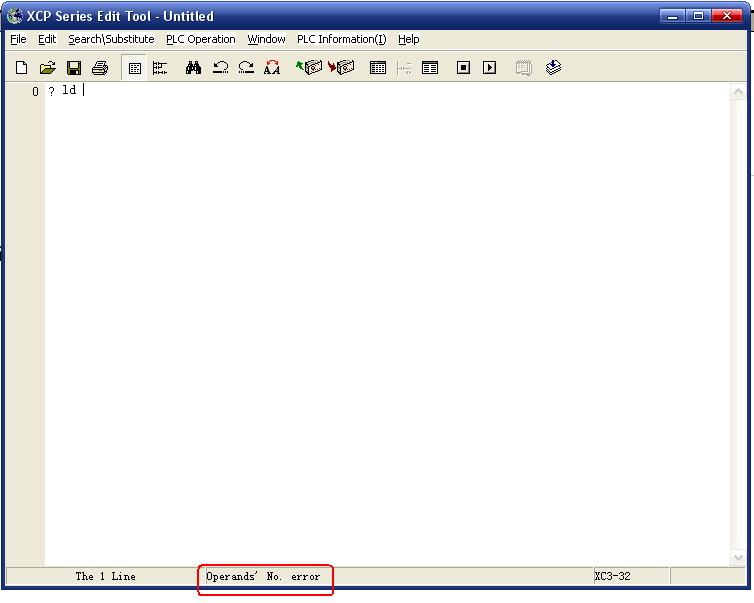 XCP Series Edit Tool - Untitled
File Edit Search\Substitute PLC Operation Window PLC Information(I) Help
0 ? ld
The 1 Line Operands' No. error XC3-32